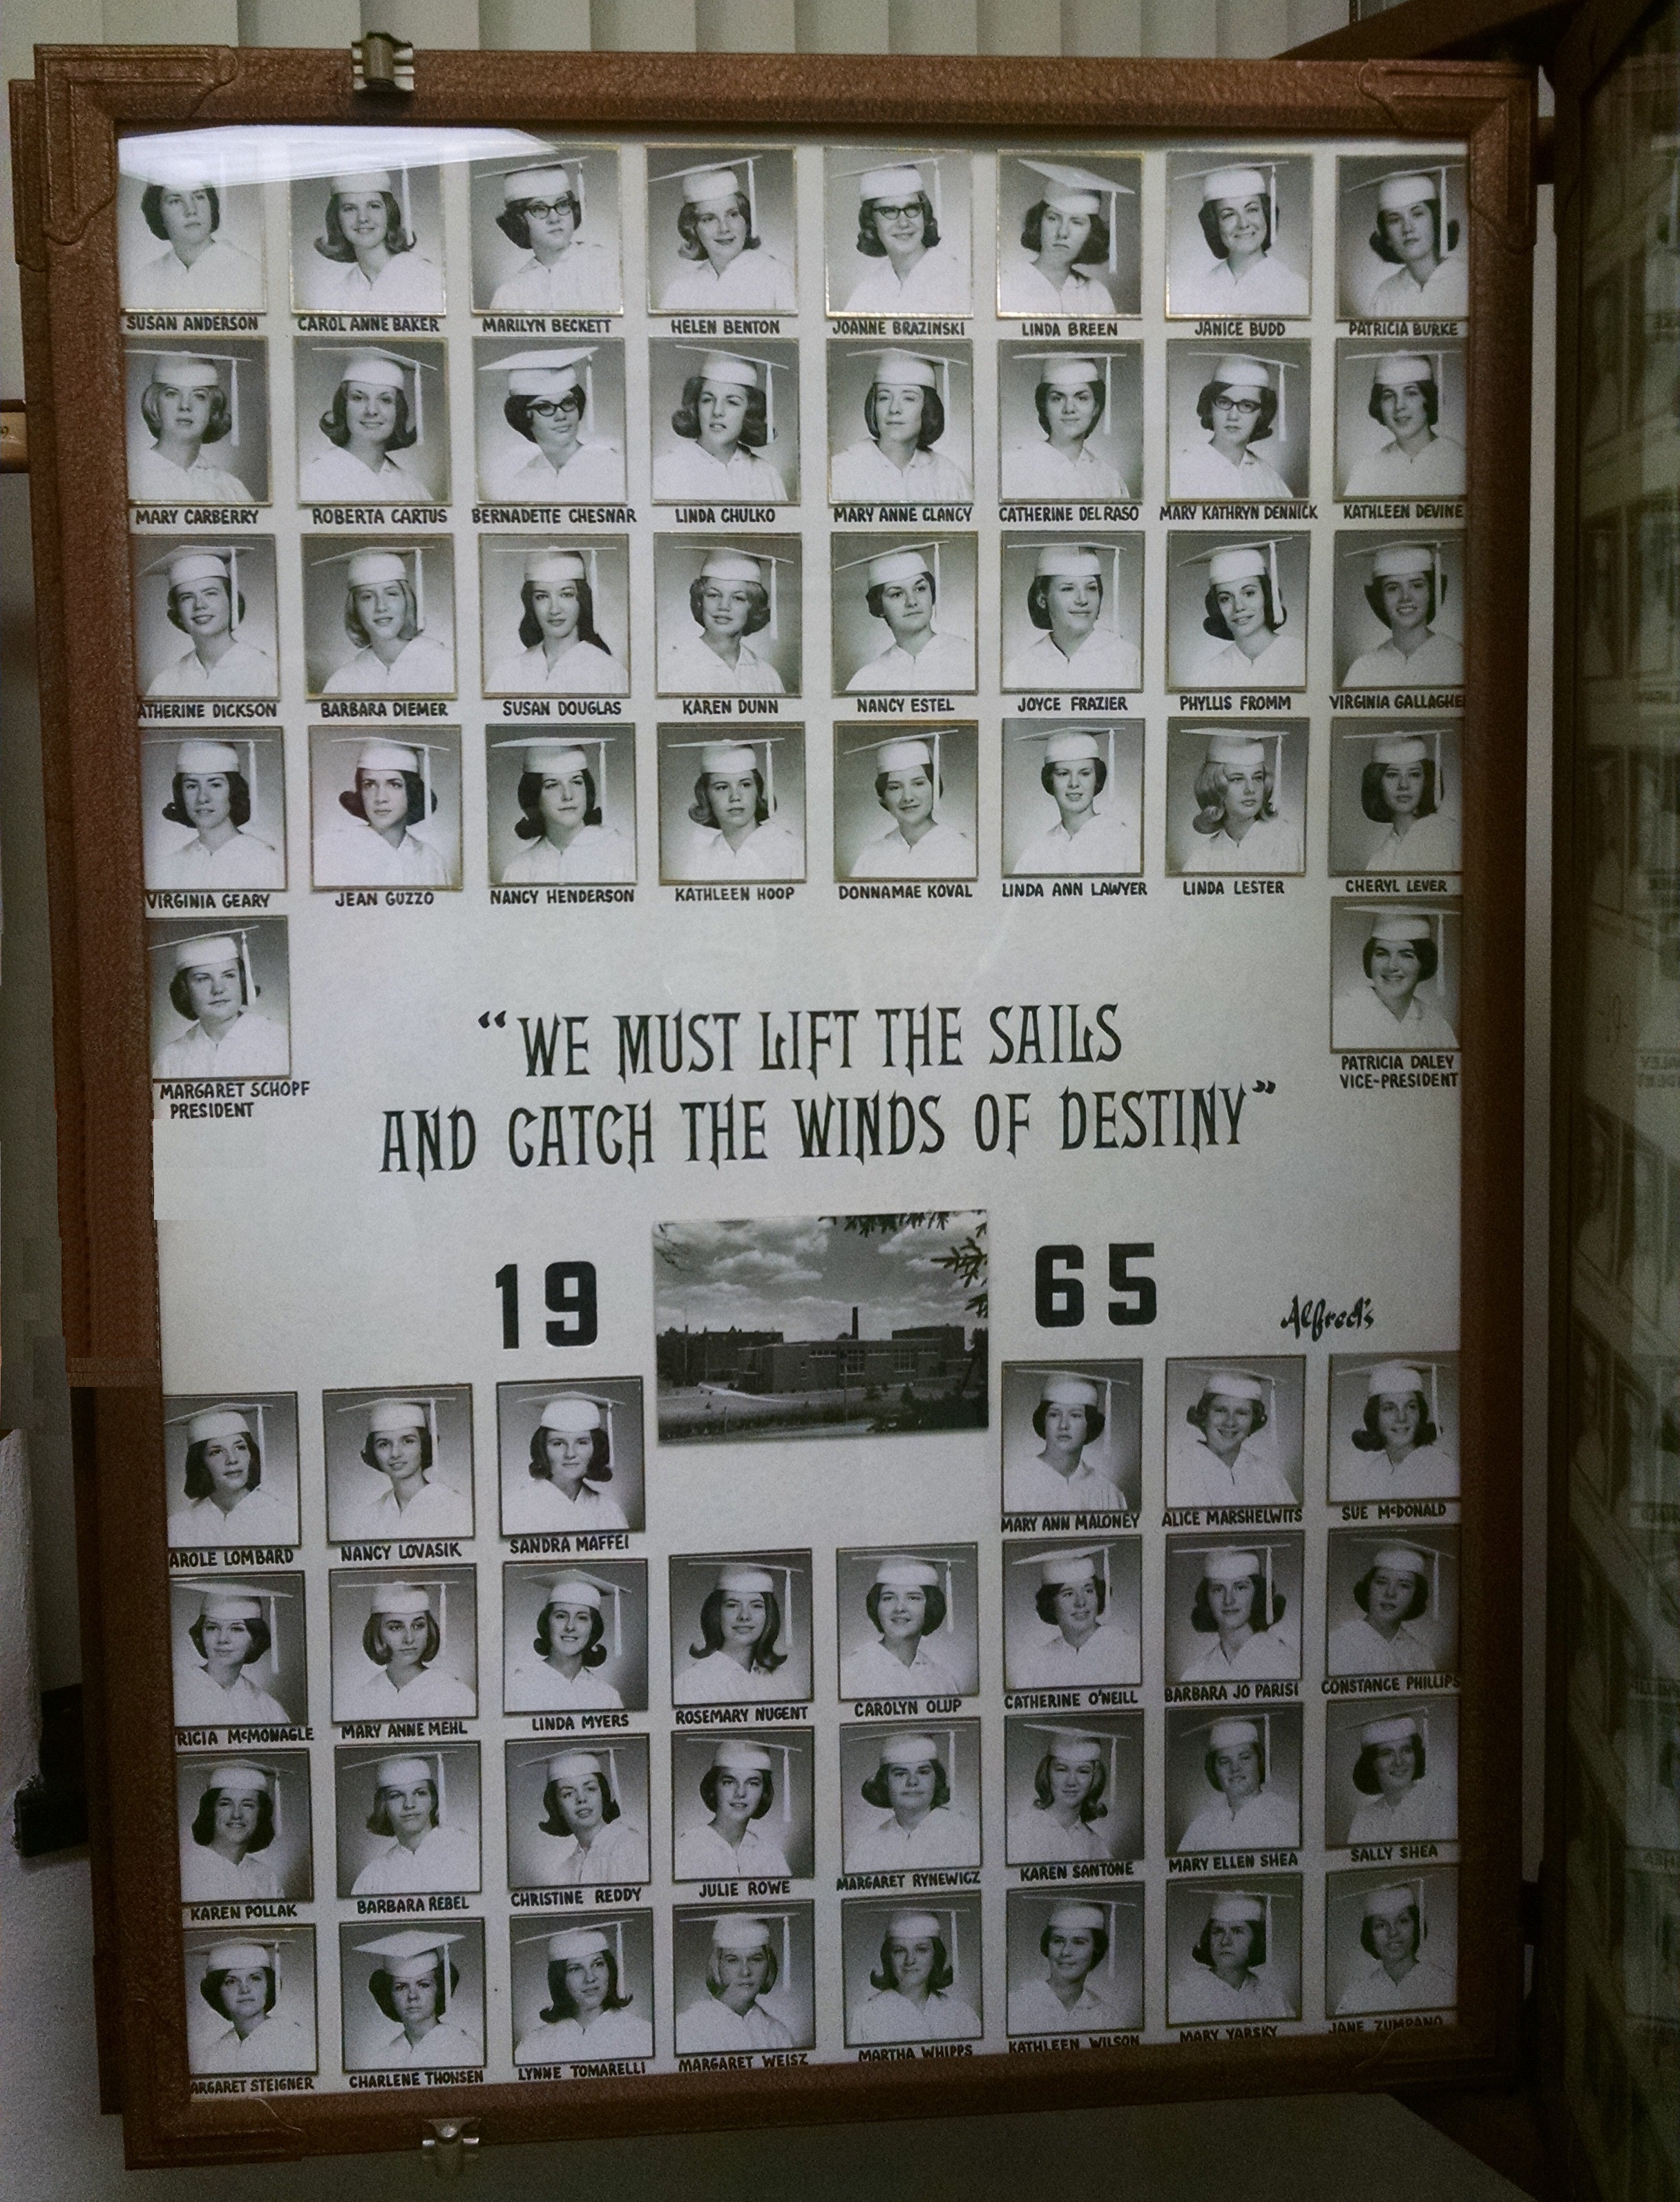 SUSAN ANDERSON CAROL ANNE BAKER MARILYN BECKETT HELEN BENTON JOANNE BRAZINSKI LINDA BREEN JANICE BUDD PATRICIA BURKE
MARY CARBERRY ROBERTA CARTUS BERNADETTE CHESNAR LINDA CHULKO MARY ANNE CLANCY CATHERINE DELRASO MARY KATHRYN DENNICK KATHLEEN DEVINE
ATHERINE DICKSON BARBARA DIEMER SUSAN DOUGLAS KAREN DUNN NANCY ESTEL JOYCE FRAZIER PHYLLIS FROMM VIRGINIA GALLAGHE
VIRGINIA GEARY JEAN GUZZO NANCY HENDERSON KATHLEEN HOOP DONNAMAE KOVAL LINDA ANN LAWYER LINDA LESTER CHERYL LEVER
MARGARET SCHOPF
PRESIDENT
PATRICIA DALEY
VICE-PRESIDENT
"WE MUST LIFT THE SAILS
AND CATCH THE WINDS OF DESTINY"
19 65
Alfred's
AROLE LOMBARD NANCY LOVASIK SANDRA MAFFEI MARY ANN MALONEY ALICE MARSHELWITS SUE McDONALD
RICIA McMONAGLE MARY ANNE MEHL LINDA MYERS ROSEMARY NUGENT CAROLYN OLUP CATHERINE O'NEILL BARBARA JO PARISI CONSTANCE PHILLIPS
KAREN POLLAK BARBARA REBEL CHRISTINE REDDY JULIE ROWE MARGARET RYNEWICZ KAREN SANTONE MARY ELLEN SHEA SALLY SHEA
ARGARET STEIGNER CHARLENE THOMSEN LYNNE TOMARELLI MARGARET WEISZ MARTHA WHIPPS KATHLEEN WILSON MARY YARSKY JANE ZUMPANO